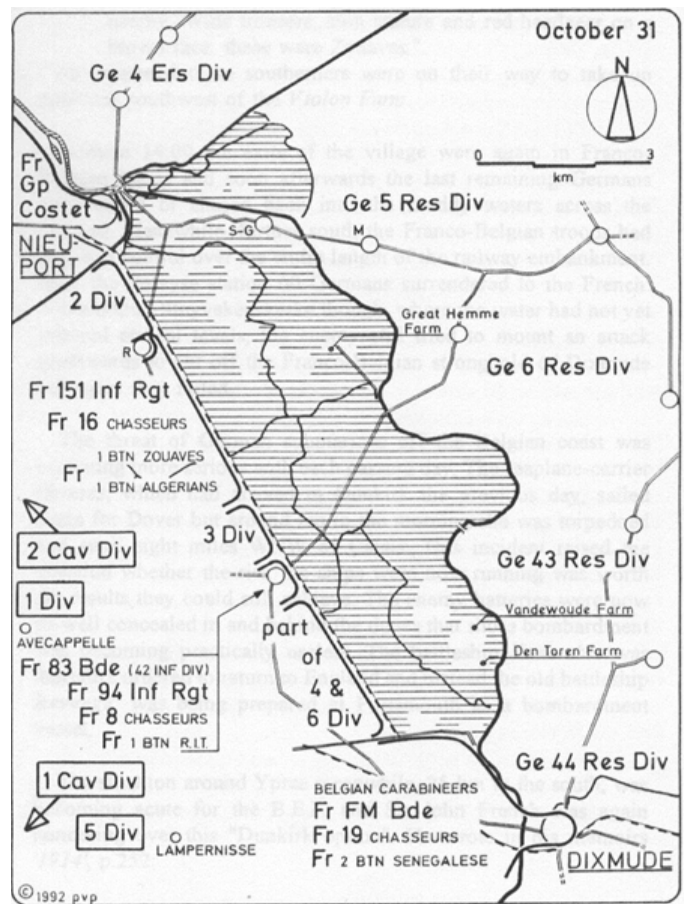 October 31
Ge 4 Ers Div
N
0 3
km
Fr
Gp
Costet
NIEU-
PORT
Ge 5 Res Div
S-G
M
2 Div
Great Hemme
Farm
R
Ge 6 Res Div
Fr 151 Inf Rgt
Fr 16 CHASSEURS
1 BTN ZOUAVES
Fr
1 BTN ALGERIANS
3 Div
2 Cav Div
Ge 43 Res Div
1 Div
Vandewoude Farm
AVECAPPELLE
part
of
4 &
6 Div
Den Toren Farm
Fr 83 Bde (42 INF DIV)
Fr 94 Inf Rgt
Fr 8 CHASSEURS
Fr 1 BTN R.I.T.
Ge 44 Res Div
1 Cav Div
BELGIAN CARABINEERS
Fr FM Bde
Fr 19 CHASSEURS
Fr 2 BTN SENEGALESE
5 Div
LAMPERNISSE
DIXMUDE
© 1992 pvp